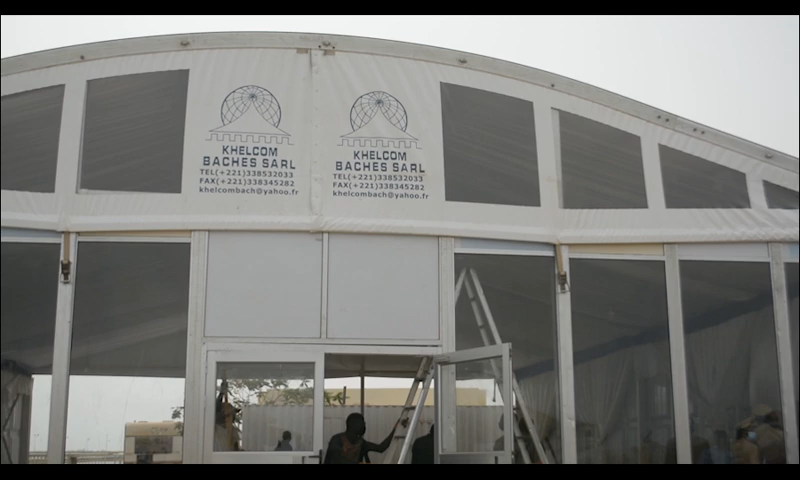 KHELCOM
BACHES SARL
TEL(+221)338532033
FAX(+221)338345282
khelcombach@yahoo.fr
KHELCOM
BACHES SARL
TEL(+221)338532033
FAX(+221)338345282
khelcombach@yahoo.fr